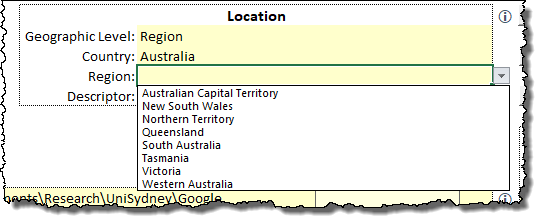 Location
Geographic Level: Region
Country: Australia
Region:
Descriptor:
Australian Capital Territory
New South Wales
Northern Territory
Queensland
South Australia
Tasmania
Victoria
Western Australia
ents\Research\UniSydney\Google